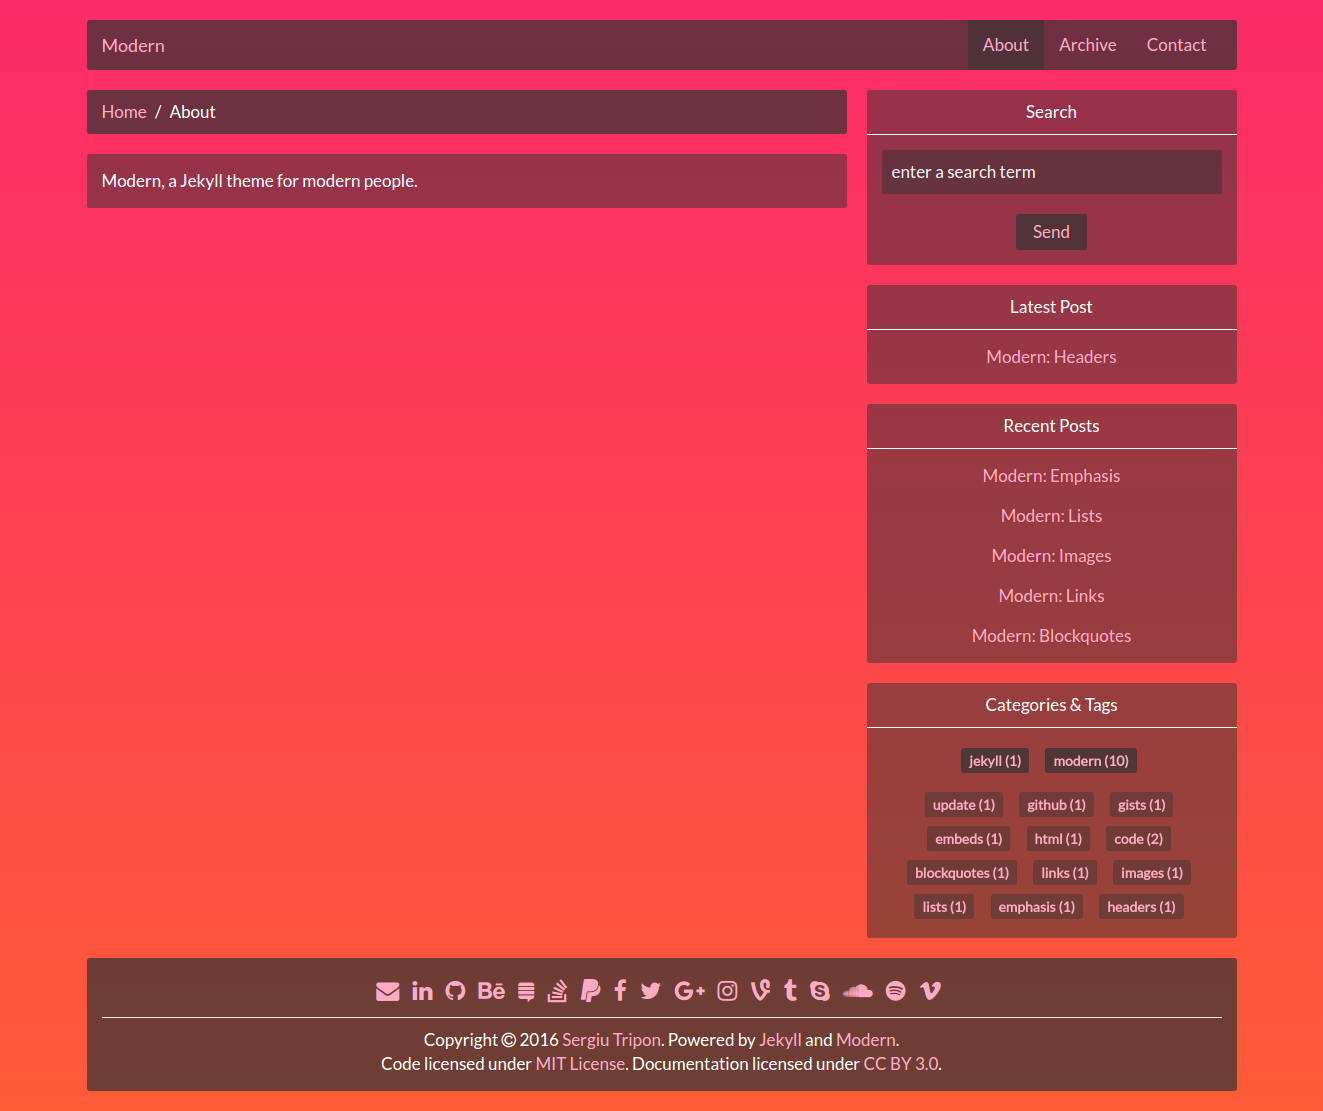 Modern
About Archive Contact
Home / About
Modern, a Jekyll theme for modern people.
Search
enter a search term
Send
Latest Post
Modern: Headers
Recent Posts
Modern: Emphasis
Modern: Lists
Modern: Images
Modern: Links
Modern: Blockquotes
Categories & Tags
jekyll (1) modern (10)
update (1) github (1) gists (1)
embeds (1) html (1) code (2)
blockquotes (1) links (1) images (1)
lists (1) emphasis (1) headers (1)
Copyright © 2016 Sergiu Tripon. Powered by Jekyll and Modern.
Code licensed under MIT License. Documentation licensed under CC BY 3.0.